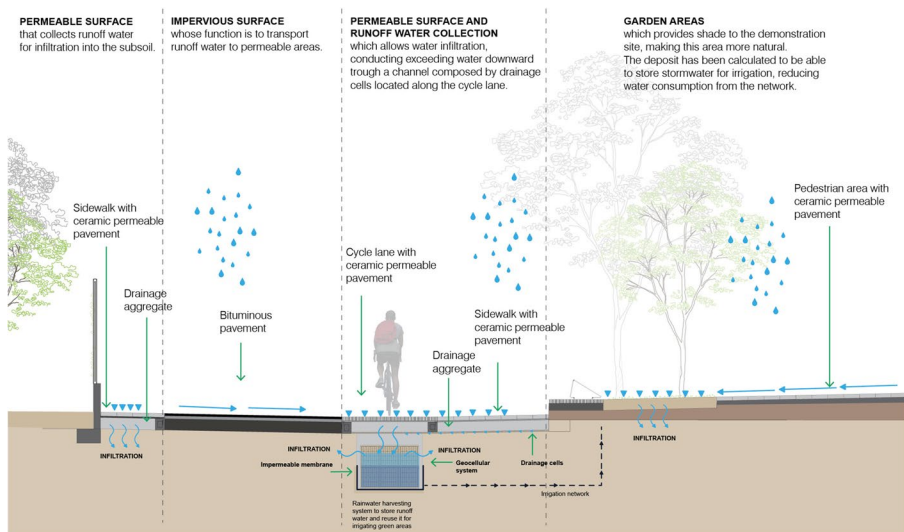 PERMEABLE SURFACE
that collects runoff water
for infiltration into the subsoil.
IMPERVIOUS SURFACE
whose function is to transport
runoff water to permeable areas.
PERMEABLE SURFACE AND
RUNOFF WATER COLLECTION
which allows water infiltration,
conducting exceeding water downward
trough a channel composed by drainage
cells located along the cycle lane.
GARDEN AREAS
which provides shade to the demonstration
site, making this area more natural.
The deposit has been calculated to be able
to store stormwater for irrigation, reducing
water consumption from the network.
Sidewalk with
ceramic permeable
pavement
Drainage
aggregate
Bituminous
pavement
Cycle lane with
ceramic permeable
pavement
Sidewalk with
ceramic permeable
pavement
Drainage
aggregate
Pedestrian area with
ceramic permeable
pavement
INFILTRATION
INFILTRATION
INFILTRATION
INFILTRATION
Impermeable membrane
Geocellular
system
Drainage cells
Irrigation network
Rainwater harvesting
system to store runoff
water and reuse it for
irrigating green areas